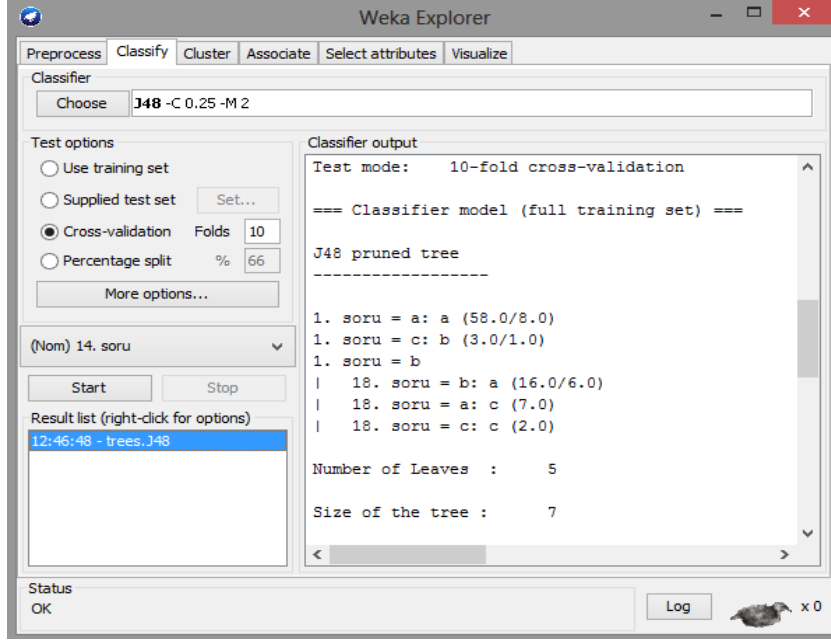 Weka Explorer
Preprocess Classify Cluster Associate Select attributes Visualize
Classifier
Choose J48 -C 0.25 -M 2
Test options
Use training set
Supplied test set Set...
Cross-validation Folds 10
Percentage split % 66
More options...
(Nom) 14. soru
Start Stop
Result list (right-click for options)
12:46:48 - trees.J48
Classifier output
Test mode: 10-fold cross-validation
=== Classifier model (full training set) ===
J48 pruned tree
------------------
1. soru = a: a (58.0/8.0)
1. soru = c: b (3.0/1.0)
1. soru = b
| 18. soru = b: a (16.0/6.0)
| 18. soru = a: c (7.0)
| 18. soru = c: c (2.0)
Number of Leaves : 5
Size of the tree : 7
Status
OK
Log
x 0